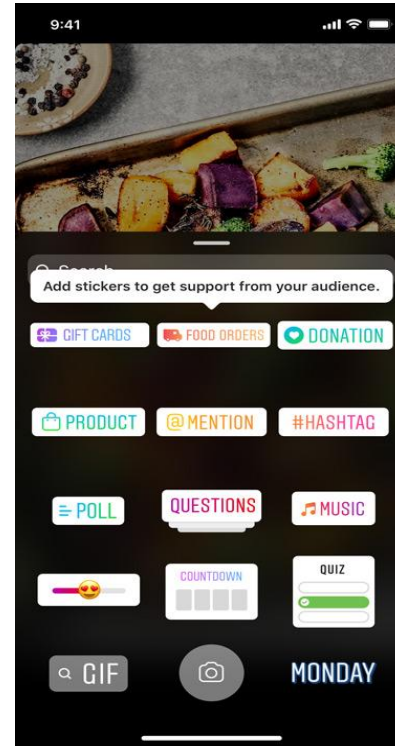 9:41
Search
Add stickers to get support from your audience.
GIFT CARDS
FOOD ORDERS
DONATION
PRODUCT
@MENTION
#HASHTAG
POLL
QUESTIONS
MUSIC
COUNTDOWN
QUIZ
GIF
MONDAY